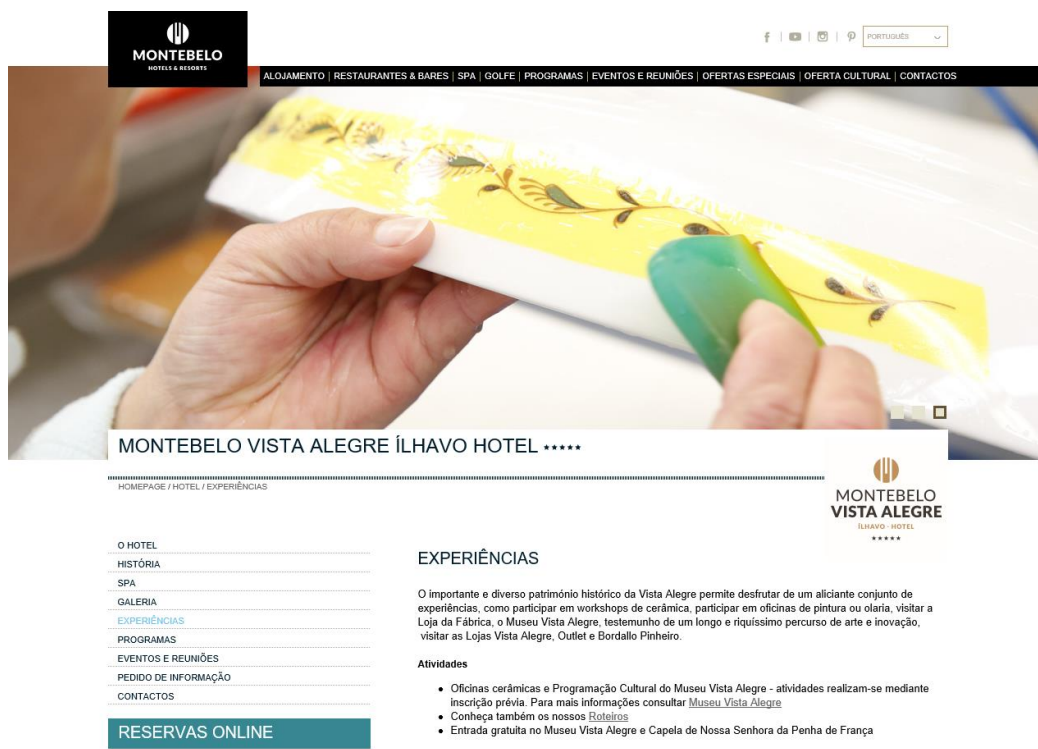 MONTEBELO
HOTELS & RESORTS
PORTUGUÊS
ALOJAMENTO | RESTAURANTES & BARES | SPA | GOLFE | PROGRAMAS | EVENTOS E REUNIÕES | OFERTAS ESPECIAIS | OFERTA CULTURAL | CONTACTOS
MONTEBELO VISTA ALEGRE ÍLHAVO HOTEL ★★★★★
HOMEPAGE / HOTEL / EXPERIÊNCIAS
MONTEBELO
VISTA ALEGRE
ÍLHAVO · HOTEL
★★★★★
O HOTEL
HISTÓRIA
SPA
GALERIA
EXPERIÊNCIAS
PROGRAMAS
EVENTOS E REUNIÕES
PEDIDO DE INFORMAÇÃO
CONTACTOS
RESERVAS ONLINE
EXPERIÊNCIAS
O importante e diverso património histórico da Vista Alegre permite desfrutar de um aliciante conjunto de
experiências, como participar em workshops de cerâmica, participar em oficinas de pintura ou olaria, visitar a
Loja da Fábrica, o Museu Vista Alegre, testemunho de um longo e riquíssimo percurso de arte e inovação,
visitar as Lojas Vista Alegre, Outlet e Bordallo Pinheiro.
Atividades
• Oficinas cerâmicas e Programação Cultural do Museu Vista Alegre - atividades realizam-se mediante
inscrição prévia. Para mais informações consultar Museu Vista Alegre
• Conheça também os nossos Roteiros
• Entrada gratuita no Museu Vista Alegre e Capela de Nossa Senhora da Penha de França